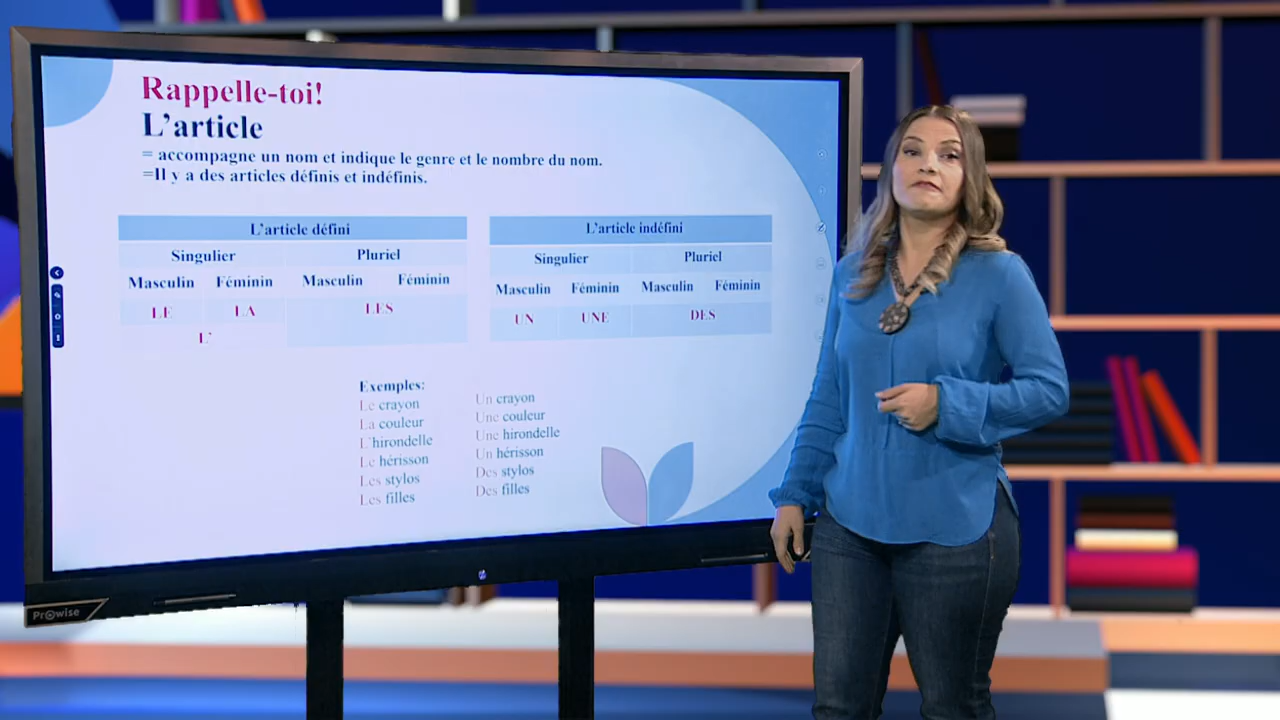 Rappelle-toi!
L'article
= accompagne un nom et indique le genre et le nombre du nom.
=Il y a des articles définis et indéfinis.
L'article défini
Singulier Pluriel
Masculin Féminin Masculin Féminin
LE LA LES
L'
L'article indéfini
Singulier Pluriel
Masculin Féminin Masculin Féminin
UN UNE DES
Exemples:
Le crayon
La couleur
L'hirondelle
Le hérisson
Les stylos
Les filles
Un crayon
Une couleur
Une hirondelle
Un hérisson
Des stylos
Des filles
Prowise